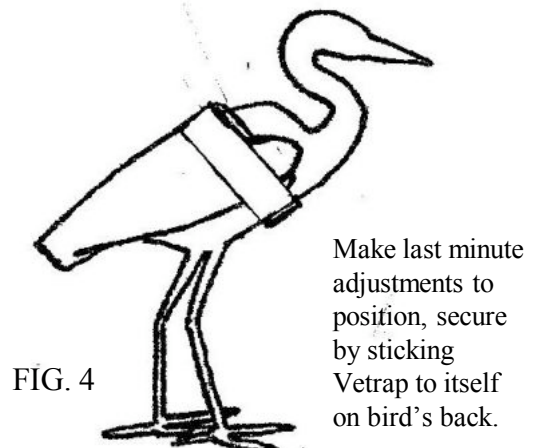 Make last minute
adjustments to
position, secure
by sticking
Vetrap to itself
on bird's back.
FIG. 4